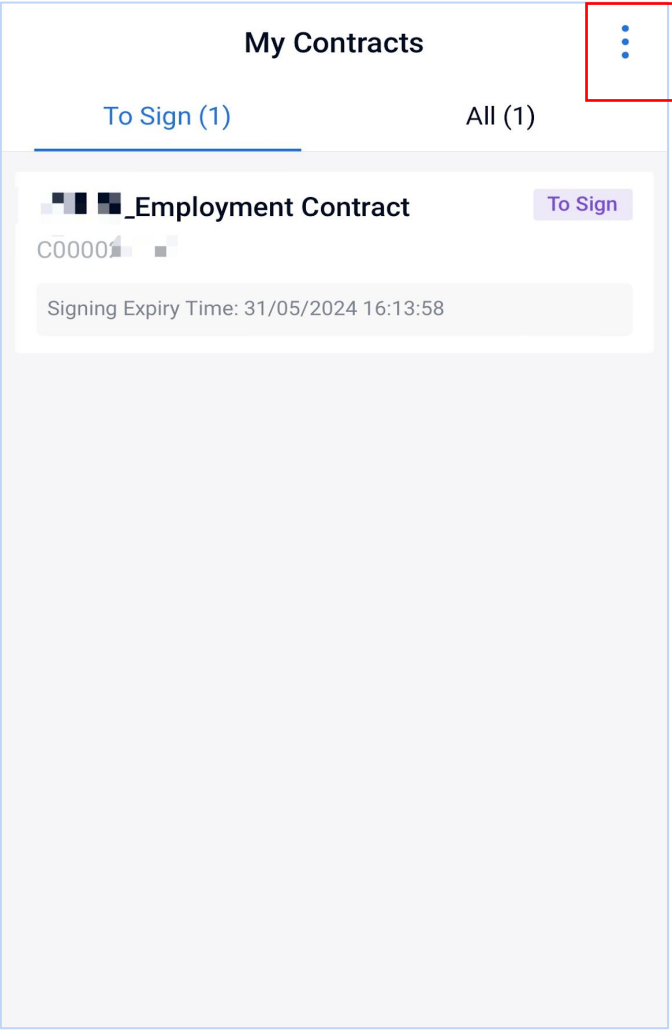 My Contracts
To Sign (1)
All (1)
_Employment Contract
To Sign
C0000
Signing Expiry Time: 31/05/2024 16:13:58